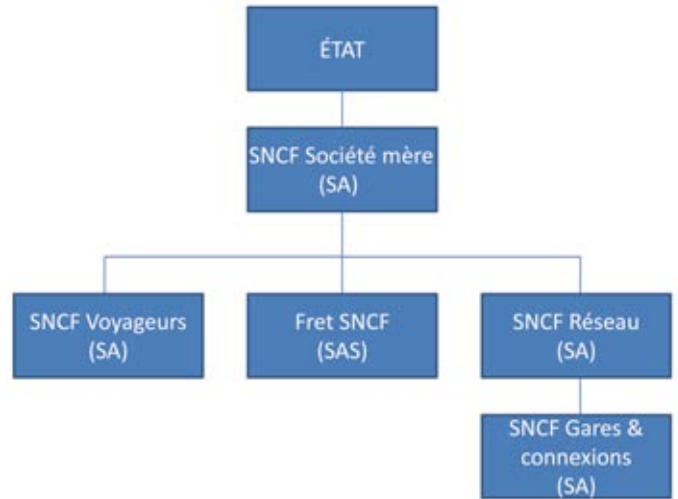 ÉTAT
SNCF Société mère
(SA)
SNCF Voyageurs
(SA)
Fret SNCF
(SAS)
SNCF Réseau
(SA)
SNCF Gares &
connexions
(SA)